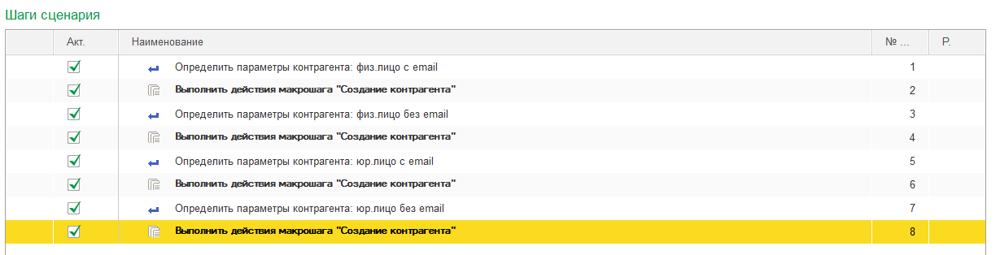 Шаги сценария
Акт. Наименование № ... Р.
Определить параметры контрагента: физ.лицо с email 1
Выполнить действия макрошага "Создание контрагента" 2
Определить параметры контрагента: физ.лицо без email 3
Выполнить действия макрошага "Создание контрагента" 4
Определить параметры контрагента: юр.лицо с email 5
Выполнить действия макрошага "Создание контрагента" 6
Определить параметры контрагента: юр.лицо без email 7
Выполнить действия макрошага "Создание контрагента" 8